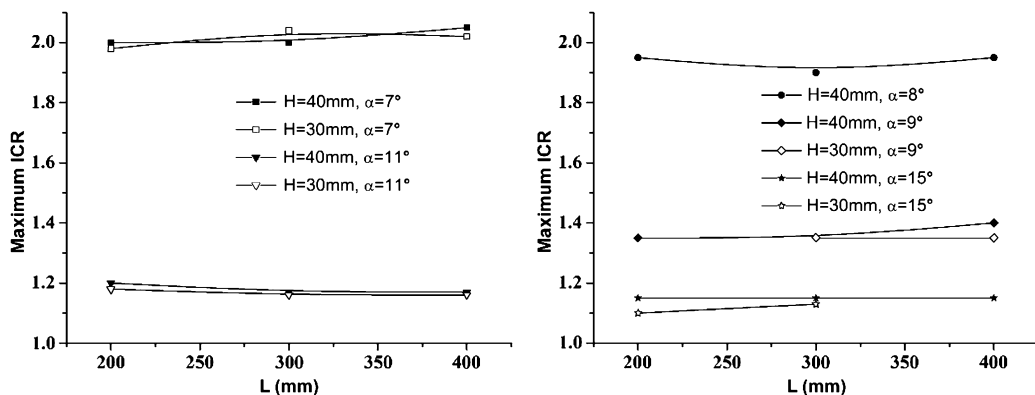 Maximum ICR
2.0
1.8
1.6
1.4
1.2
1.0
H=40mm, α=7°
H=30mm, α=7°
H=40mm, α=11°
H=30mm, α=11°
200 250 300 350 400
L (mm)
Maximum ICR
2.0
1.8
1.6
1.4
1.2
1.0
H=40mm, α=8°
H=40mm, α=9°
H=30mm, α=9°
H=40mm, α=15°
H=30mm, α=15°
200 250 300 350 400
L (mm)